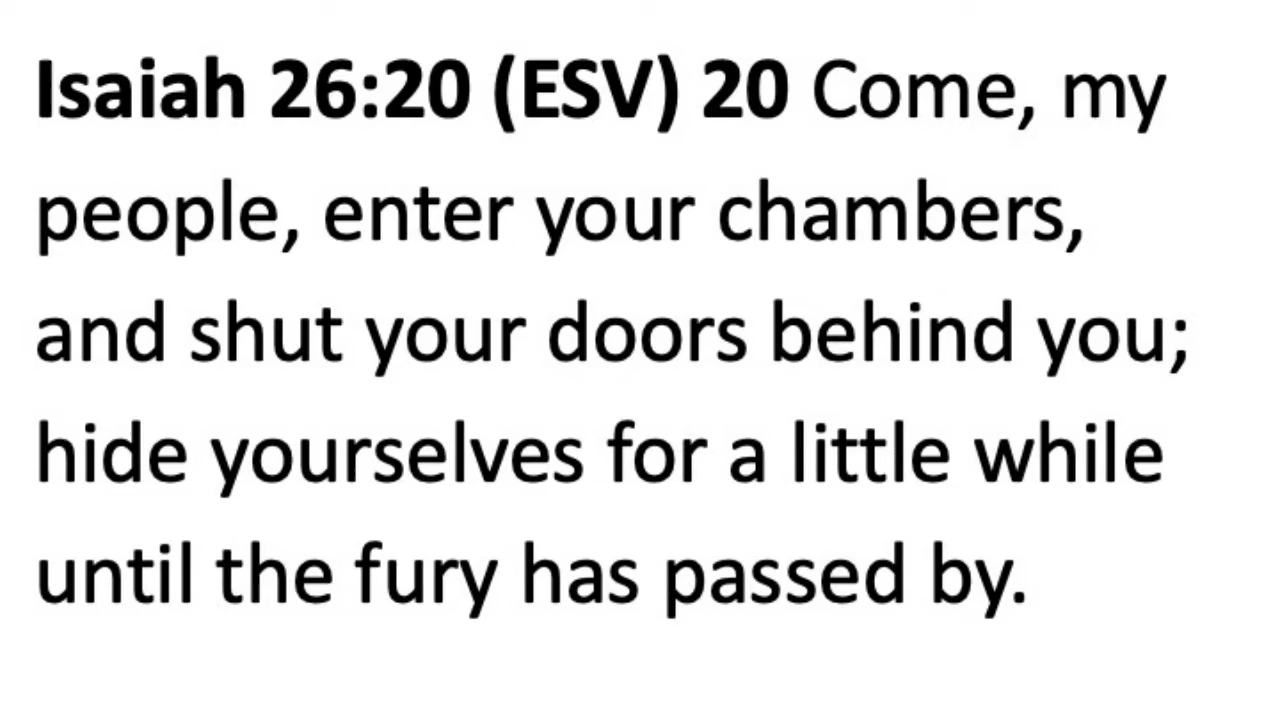 Isaiah 26:20 (ESV) 20 Come, my
people, enter your chambers,
and shut your doors behind you;
hide yourselves for a little while
until the fury has passed by.